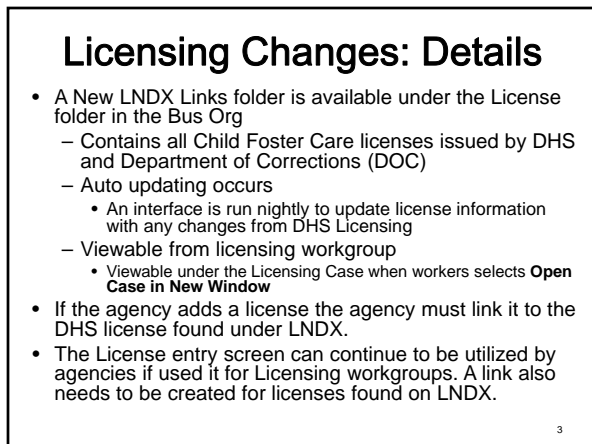 Licensing Changes: Details
• A New LNDX Links folder is available under the License
folder in the Bus Org
– Contains all Child Foster Care licenses issued by DHS
and Department of Corrections (DOC)
– Auto updating occurs
• An interface is run nightly to update license information
with any changes from DHS Licensing
– Viewable from licensing workgroup
• Viewable under the Licensing Case when workers selects Open
Case in New Window
• If the agency adds a license the agency must link it to the
DHS license found under LNDX.
• The License entry screen can continue to be utilized by
agencies if used it for Licensing workgroups. A link also
needs to be created for licenses found on LNDX.
3